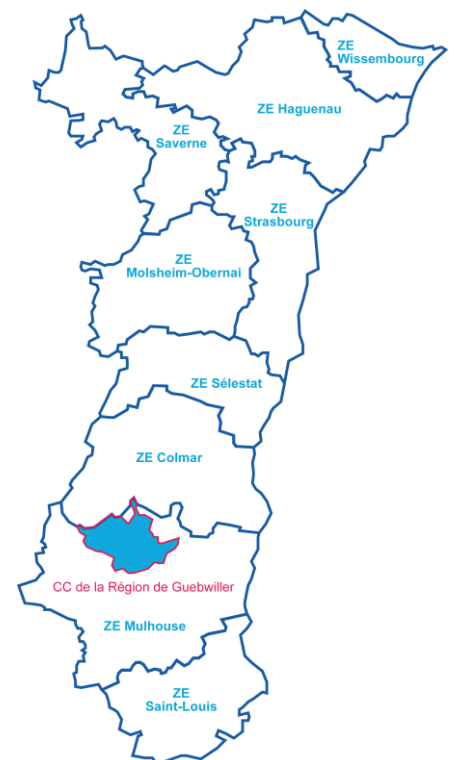 ZE
Wissembourg
ZE Haguenau
ZE
Saverne
ZE
Strasbourg
ZE
Molsheim-Obernai
ZE Sélestat
ZE Colmar
CC de la Région de Guebwiller
ZE Mulhouse
ZE
Saint-Louis